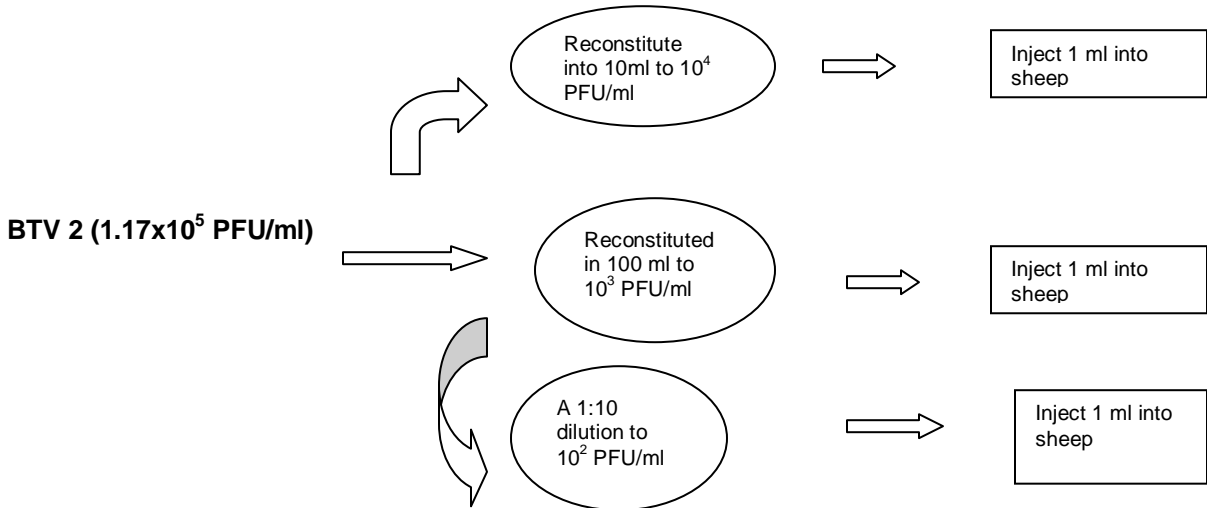 Reconstitute
into 10ml to 10⁴
PFU/ml
Inject 1 ml into
sheep
BTV 2 (1.17x10⁵ PFU/ml)
Reconstituted
in 100 ml to
10³ PFU/ml
Inject 1 ml into
sheep
A 1:10
dilution to
10² PFU/ml
Inject 1 ml into
sheep